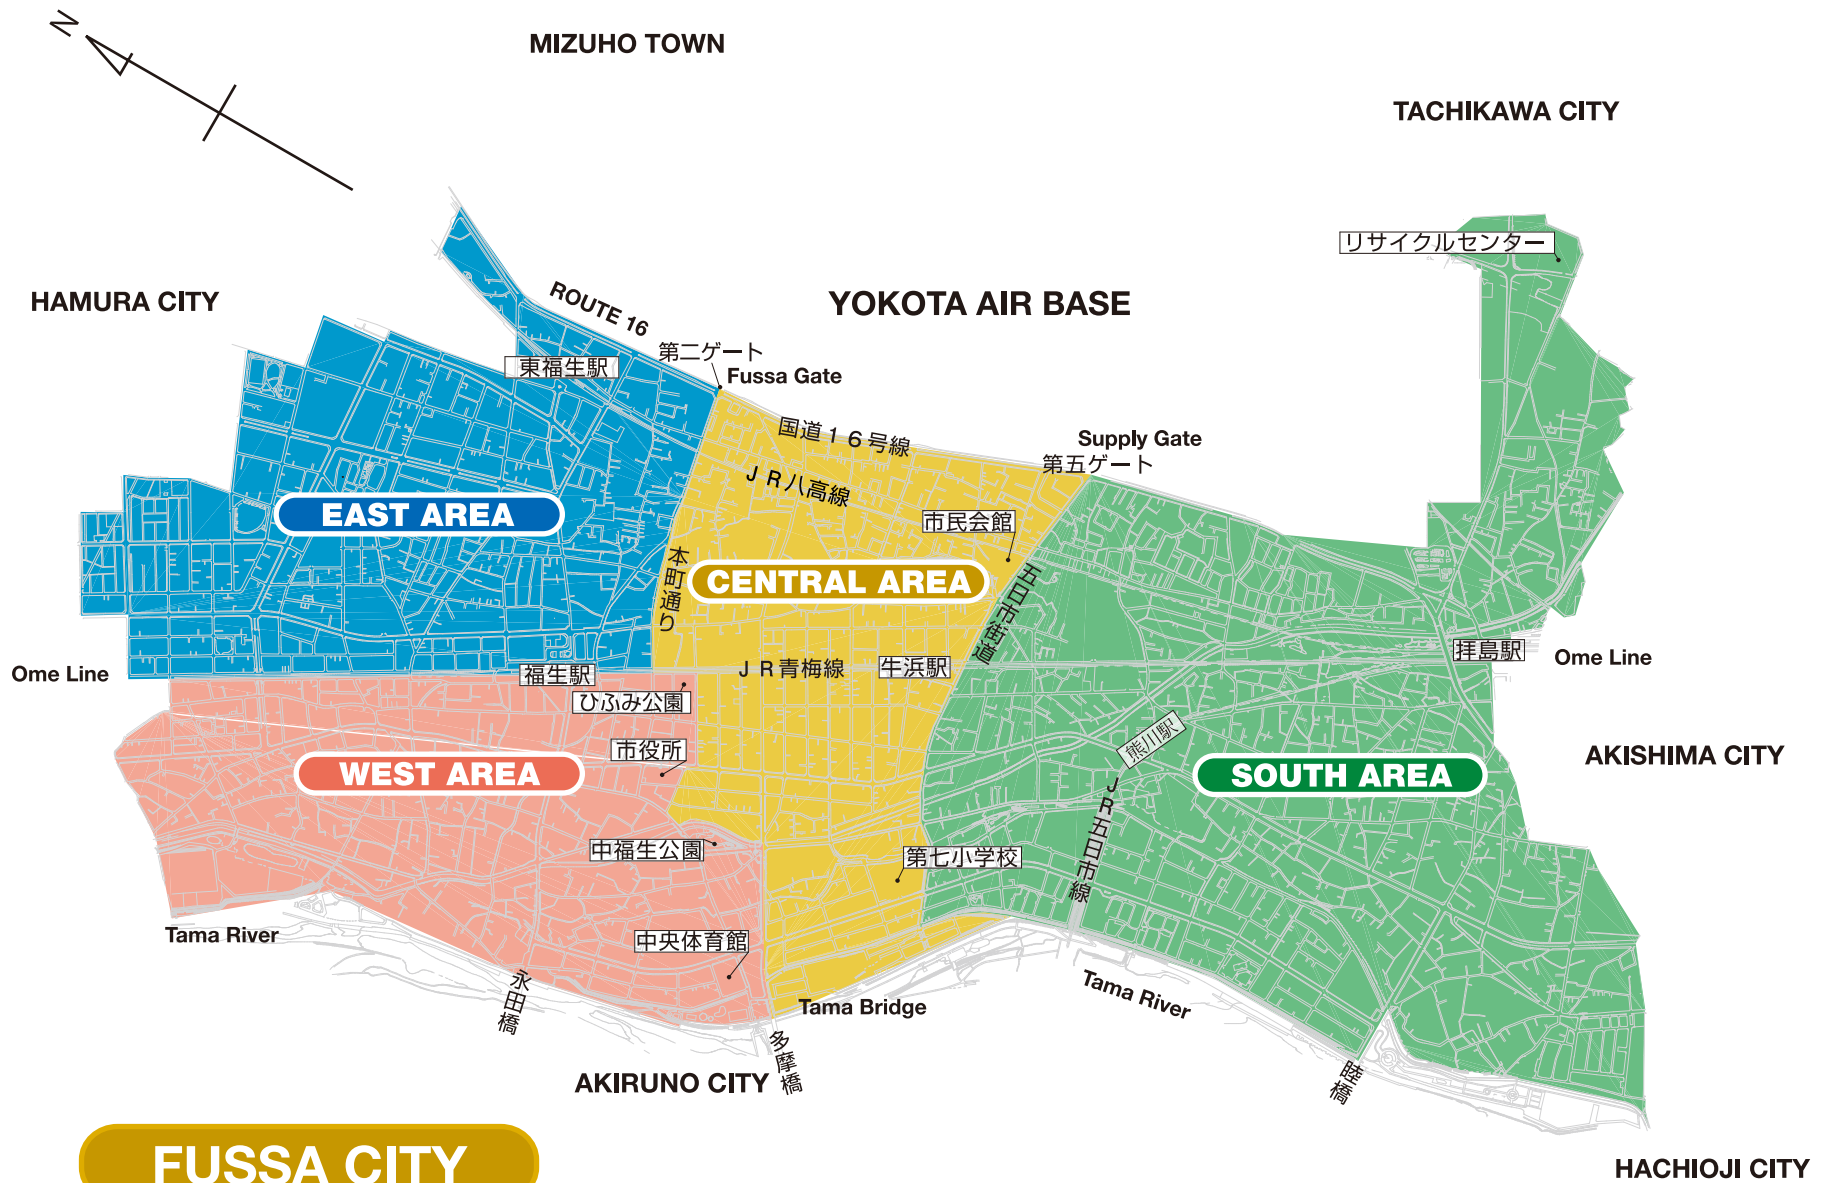 N
MIZUHO TOWN
TACHIKAWA CITY
リサイクルセンター
HAMURA CITY
ROUTE 16
YOKOTA AIR BASE
第二ゲート
東福生駅
Fussa Gate
国道１６号線
Supply Gate
第五ゲート
ＪＲ八高線
EAST AREA
市民会館
本町通り
CENTRAL AREA
五日市街道
拝島駅
Ome Line
Ome Line
福生駅
ＪＲ青梅線
牛浜駅
ひふみ公園
市役所
熊川駅
AKISHIMA CITY
WEST AREA
SOUTH AREA
ＪＲ五日市線
中福生公園
第七小学校
Tama River
中央体育館
永田橋
Tama Bridge
Tama River
多摩橋
AKIRUNO CITY
睦橋
FUSSA CITY
HACHIOJI CITY